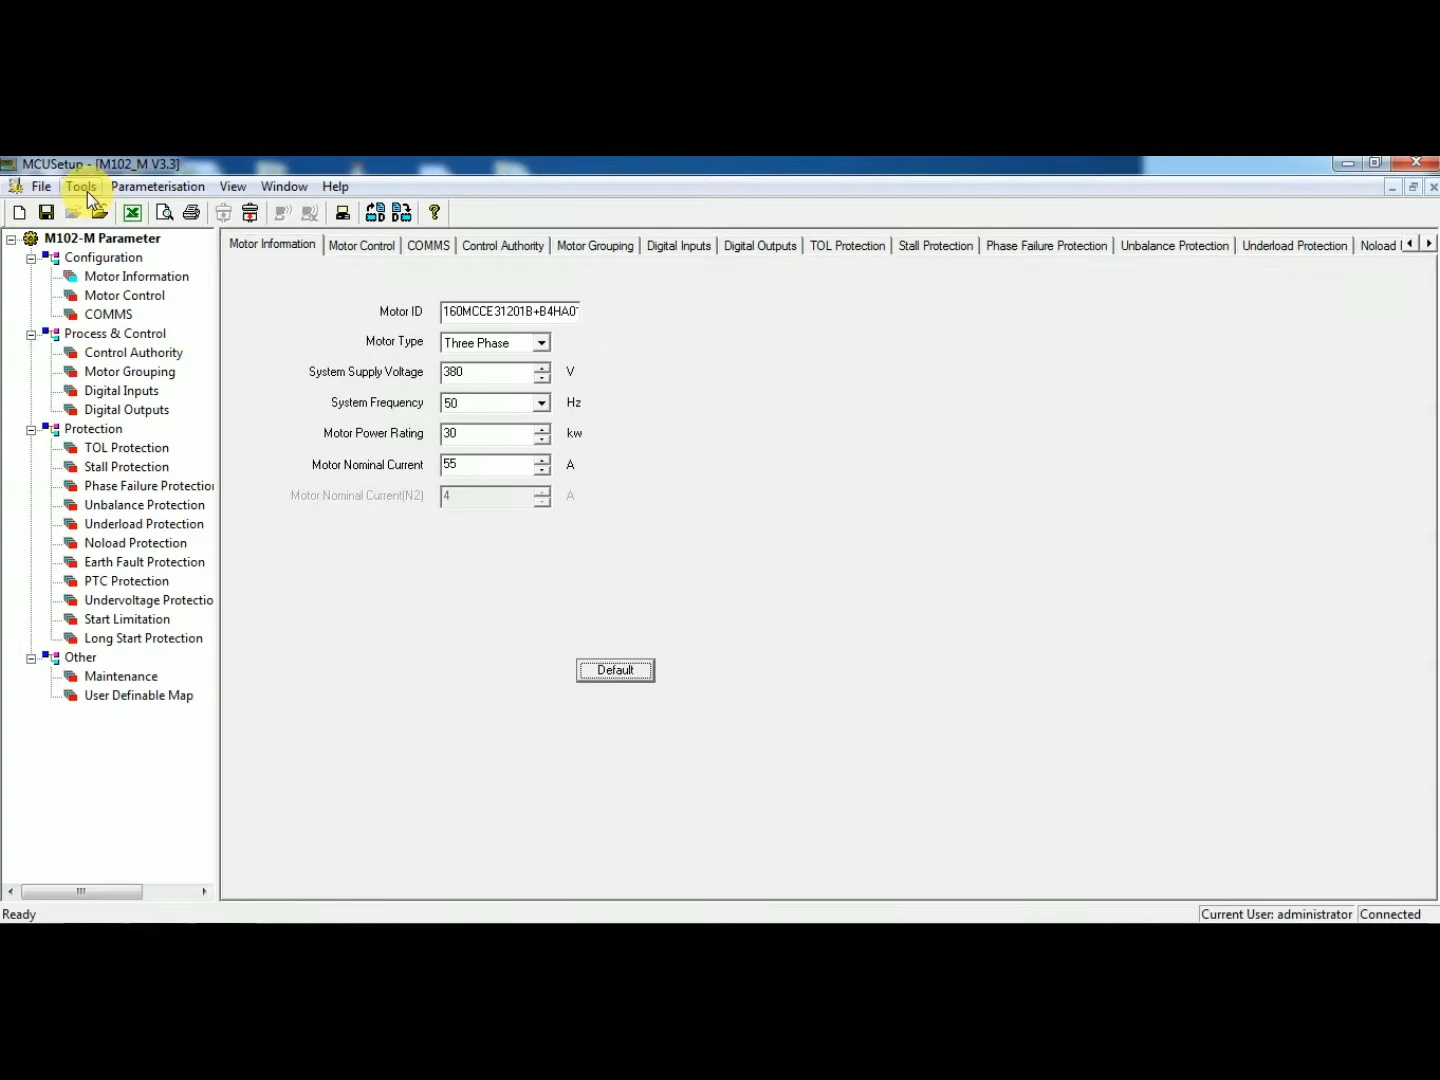 MCUSetup - [M102_M V3.3]
File Tools Parameterisation View Window Help
M102-M Parameter
Configuration
Motor Information
Motor Control
COMMS
Process & Control
Control Authority
Motor Grouping
Digital Inputs
Digital Outputs
Protection
TOL Protection
Stall Protection
Phase Failure Protection
Unbalance Protection
Underload Protection
Noload Protection
Earth Fault Protection
PTC Protection
Undervoltage Protectio
Start Limitation
Long Start Protection
Other
Maintenance
User Definable Map
Motor Information Motor Control COMMS Control Authority Motor Grouping Digital Inputs Digital Outputs TOL Protection Stall Protection Phase Failure Protection Unbalance Protection Underload Protection Noload
Motor ID 160MCCE31201B+B4HA0
Motor Type Three Phase
System Supply Voltage 380 V
System Frequency 50 Hz
Motor Power Rating 30 kw
Motor Nominal Current 55 A
Motor Nominal Current(N2) 4 A
Default
Ready Current User: administrator Connected